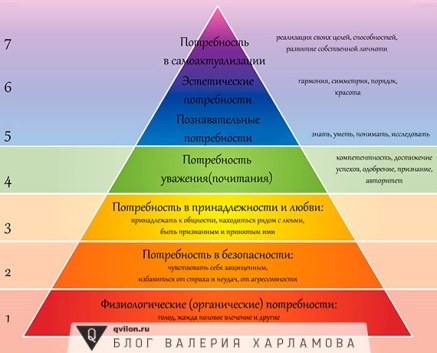 7
Потребность
в самоактуализации
реализация своих целей, способностей,
развитие собственной личности
6
Эстетические
потребности
гармония, симметрия, порядок,
красота
5
Познавательные
потребности
знать, уметь, понимать, исследовать
4
Потребность
уважения(почитания)
компетентность, достижение
успехов, одобрение, признание,
авторитет
3
Потребность в принадлежности и любви:
принадлежать к общности, находиться рядом с людьми,
быть признанным и принятым ими
2
Потребность в безопасности:
чувствовать себя защищенным,
избавиться от страха и неудач, от агрессивности
1
Физиологические (органические) потребности:
голод, жажда половое влечение и другие
Q
qvilon.ru
БЛОГ ВАЛЕРИЯ ХАРЛАМОВА